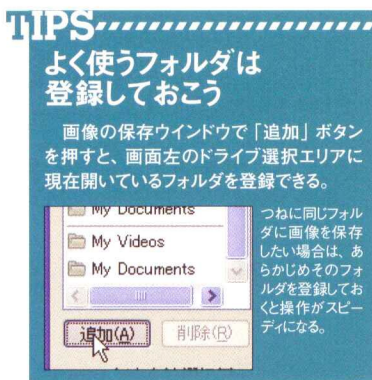 TIPS
よく使うフォルダは
登録しておこう
画像の保存ウインドウで「追加」ボタン
を押すと、画面左のドライブ選択エリアに
現在開いているフォルダを登録できる。
My Documents
My Videos
My Documents
追加(A)
削除(R)
つねに同じフォル
ダに画像を保存
したい場合は、あ
らかじめそのフォ
ルダを登録してお
くと操作がスピー
ディになる。